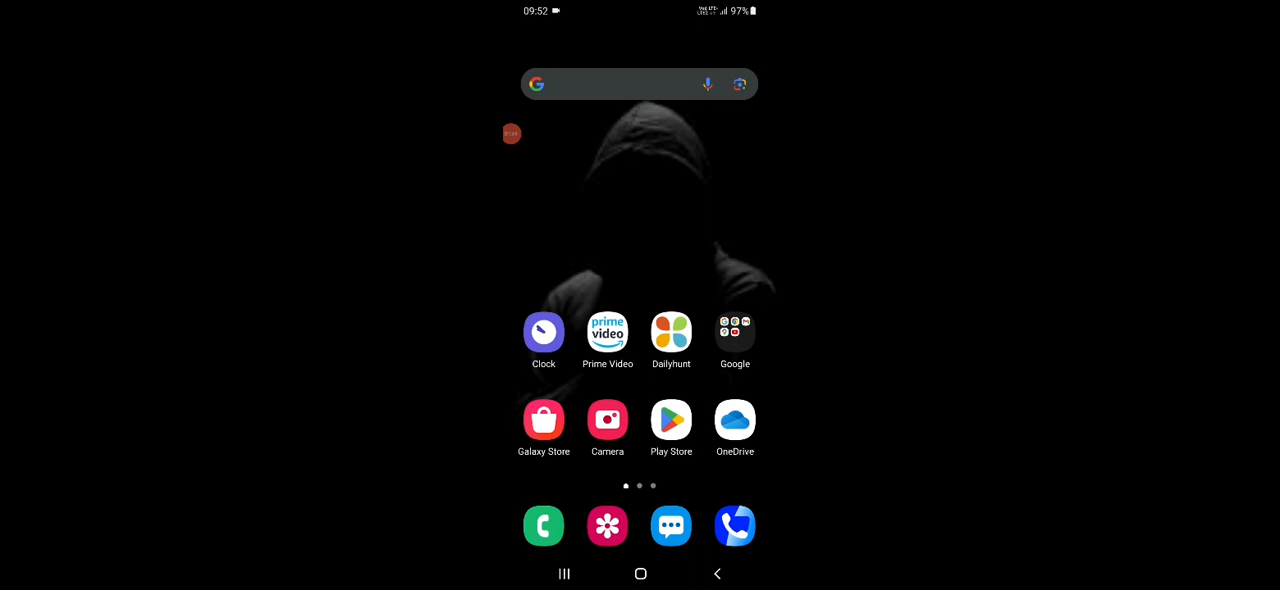 09:52
97%
Clock
prime
video
Prime Video
Dailyhunt
Google
Galaxy Store
Camera
Play Store
OneDrive